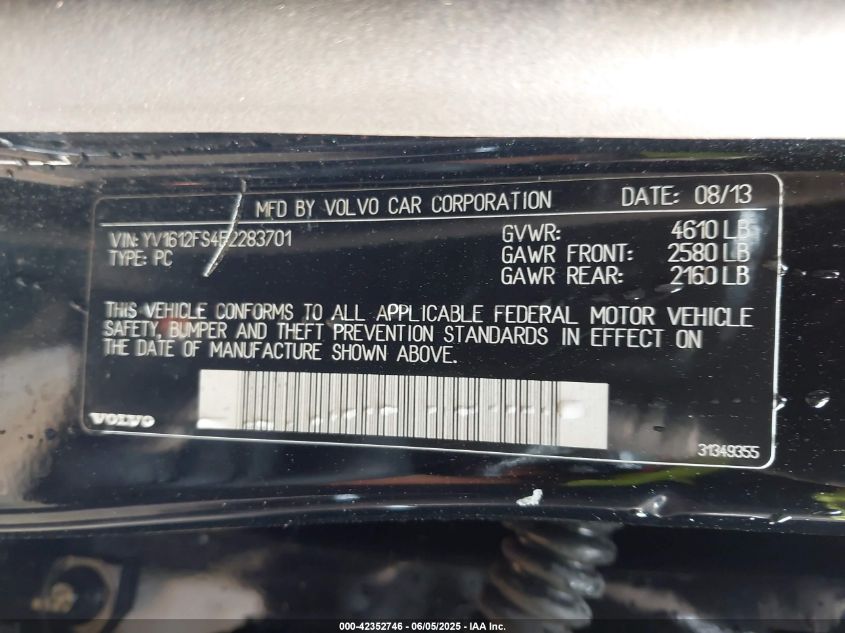 MFD BY VOLVO CAR CORPORATION DATE: 08/13
VIN: YV1612FS4E2283701 GVWR: 4610 LB
TYPE: PC GAWR FRONT: 2580 LB
GAWR REAR: 2160 LB
THIS VEHICLE CONFORMS TO ALL APPLICABLE FEDERAL MOTOR VEHICLE
SAFETY, BUMPER AND THEFT PREVENTION STANDARDS IN EFFECT ON
THE DATE OF MANUFACTURE SHOWN ABOVE.
VOLVO
31349355
000-42352746 - 06/05/2025 - IAA Inc.